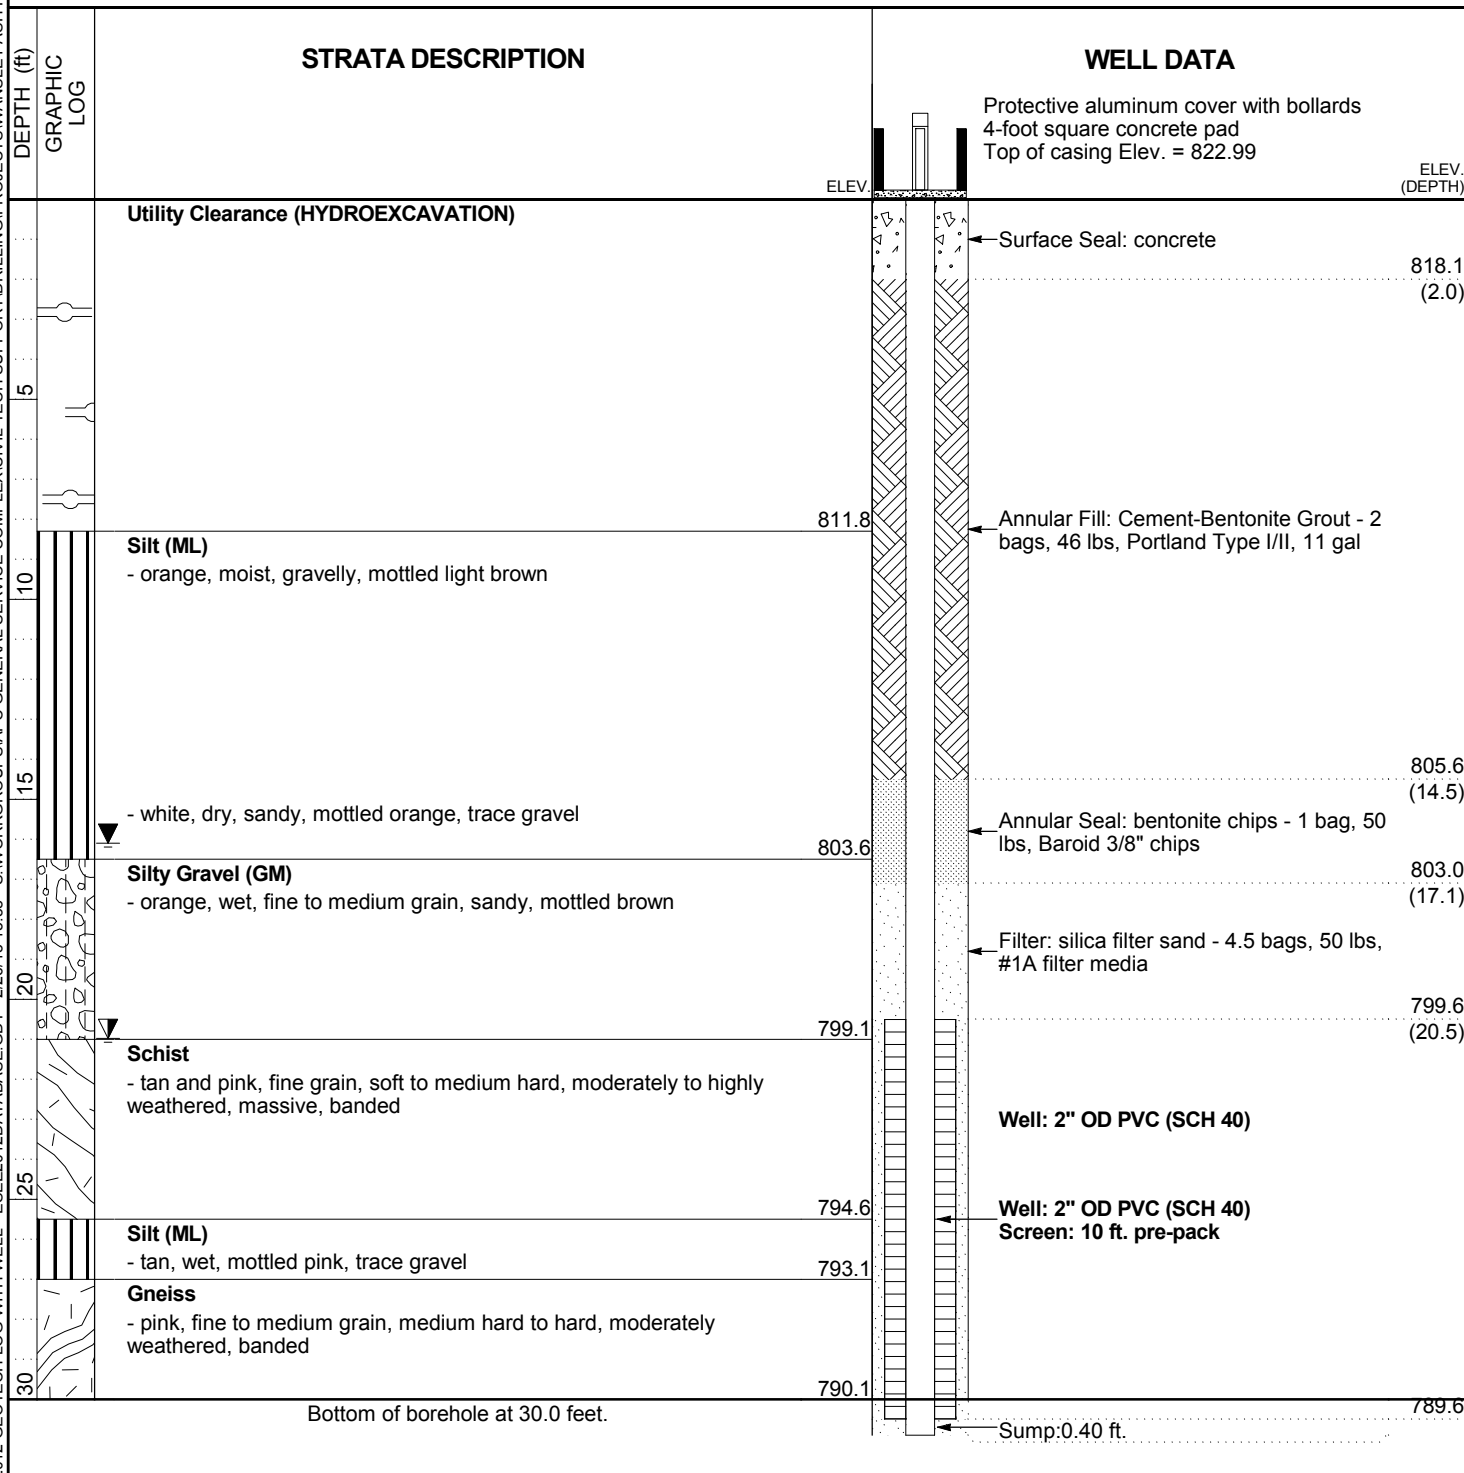 DEPTH (ft)
GRAPHIC
LOG
STRATA DESCRIPTION
ELEV.
WELL DATA
Protective aluminum cover with bollards
4-foot square concrete pad
Top of casing Elev. = 822.99
ELEV.
(DEPTH)
Utility Clearance (HYDROEXCAVATION)
Surface Seal: concrete
818.1
(2.0)
5
811.8
Annular Fill: Cement-Bentonite Grout - 2
bags, 46 lbs, Portland Type I/II, 11 gal
Silt (ML)
- orange, moist, gravelly, mottled light brown
10
805.6
(14.5)
15
- white, dry, sandy, mottled orange, trace gravel
Annular Seal: bentonite chips - 1 bag, 50
lbs, Baroid 3/8" chips
803.6
803.0
(17.1)
Silty Gravel (GM)
- orange, wet, fine to medium grain, sandy, mottled brown
Filter: silica filter sand - 4.5 bags, 50 lbs,
#1A filter media
20
799.6
(20.5)
799.1
Schist
- tan and pink, fine grain, soft to medium hard, moderately to highly
weathered, massive, banded
Well: 2" OD PVC (SCH 40)
25
794.6
Well: 2" OD PVC (SCH 40)
Screen: 10 ft. pre-pack
Silt (ML)
- tan, wet, mottled pink, trace gravel
793.1
Gneiss
- pink, fine to medium grain, medium hard to hard, moderately
weathered, banded
30
790.1
789.6
Bottom of borehole at 30.0 feet.
Sump:0.40 ft.